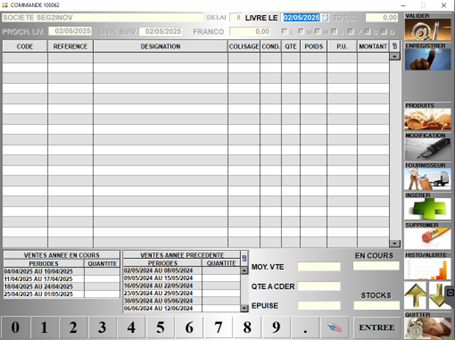 COMMANDE 100062
SOCIETE SEG2INOV DELAI 8 LIVRE LE 02/05/2025 TOTAL 0,00
PROCH. LIV. 02/05/2025 LIVR. SUIV. 02/05/2025 FRANCO 0,00 L M M J V S D
CODE REFERENCE DESIGNATION COLISAGE COND. QTE POIDS P.U. MONTANT
VALIDER
ENREGISTRER
PRODUITS
MODIFICATION
FOURNISSEUR
INSERER
SUPPRIMER
HISTO/ALERTE
QUITTER
VENTES ANNEE EN COURS
PERIODES QUANTITE
04/04/2025 AU 10/04/2025
11/04/2025 AU 17/04/2025
18/04/2025 AU 24/04/2025
25/04/2025 AU 01/05/2025
VENTES ANNEE PRECEDENTE
PERIODES QUANTITE
02/05/2024 AU 08/05/2024
09/05/2024 AU 15/05/2024
16/05/2024 AU 22/05/2024
23/05/2024 AU 29/05/2024
30/05/2024 AU 05/06/2024
06/06/2024 AU 12/06/2024
MOY. VTE
QTE A CDER
EPUISE
EN COURS
STOCKS
0 1 2 3 4 5 6 7 8 9 . ENTREE